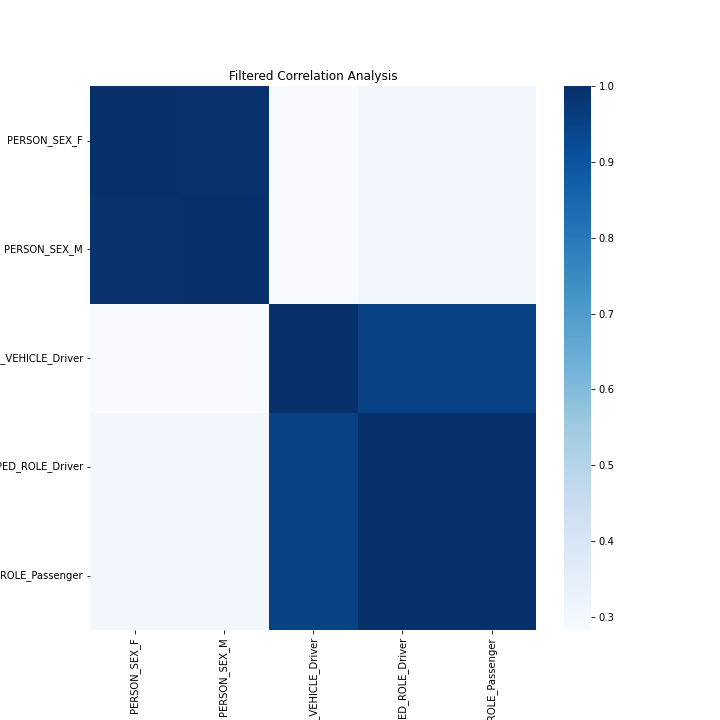 Filtered Correlation Analysis
PERSON_SEX_F
PERSON_SEX_M
_VEHICLE_Driver
PED_ROLE_Driver
ROLE_Passenger
PERSON_SEX_F
PERSON_SEX_M
_VEHICLE_Driver
ED_ROLE_Driver
ROLE_Passenger
1.0
0.9
0.8
0.7
0.6
0.5
0.4
0.3